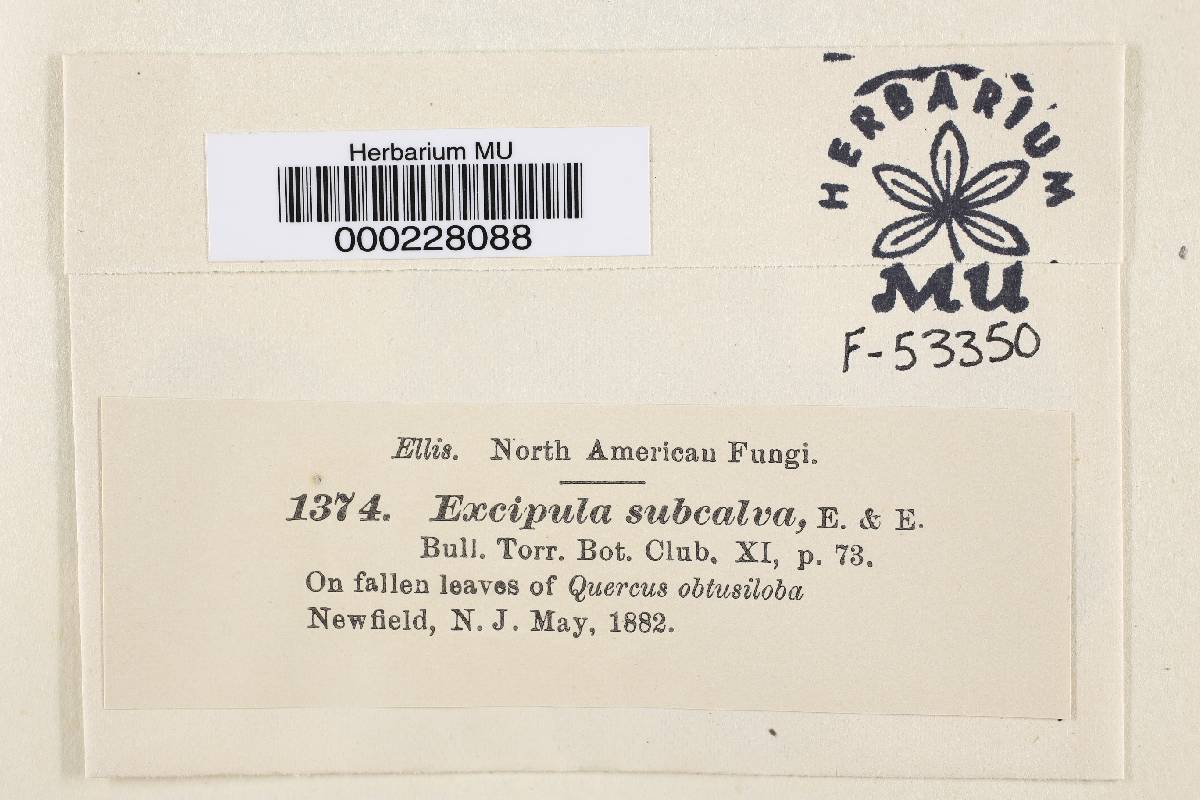 Herbarium MU
000228088
HERBARIUM
MU
F-53350
Ellis. North American Fungi.
1374. Excipula subcalva, E. & E.
Bull. Torr. Bot. Club. XI, p. 73.
On fallen leaves of Quercus obtusiloba
Newfield, N. J. May, 1882.